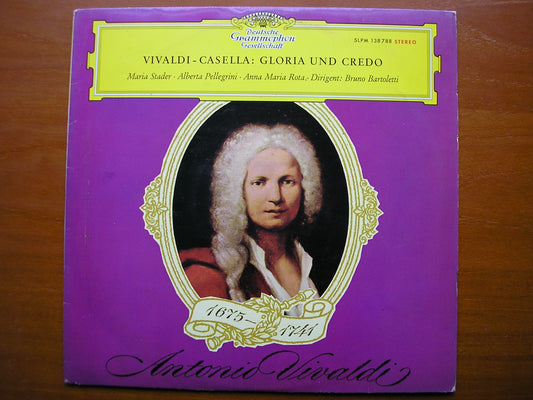 Deutsche
Grammophon
Gesellschaft
SLPM 138 788 STEREO
VIVALDI-CASELLA: GLORIA UND CREDO
Maria Stader · Alberta Pellegrini · Anna Maria Rota · Dirigent: Bruno Bartoletti
1675-
1741
Antonio Vivaldi